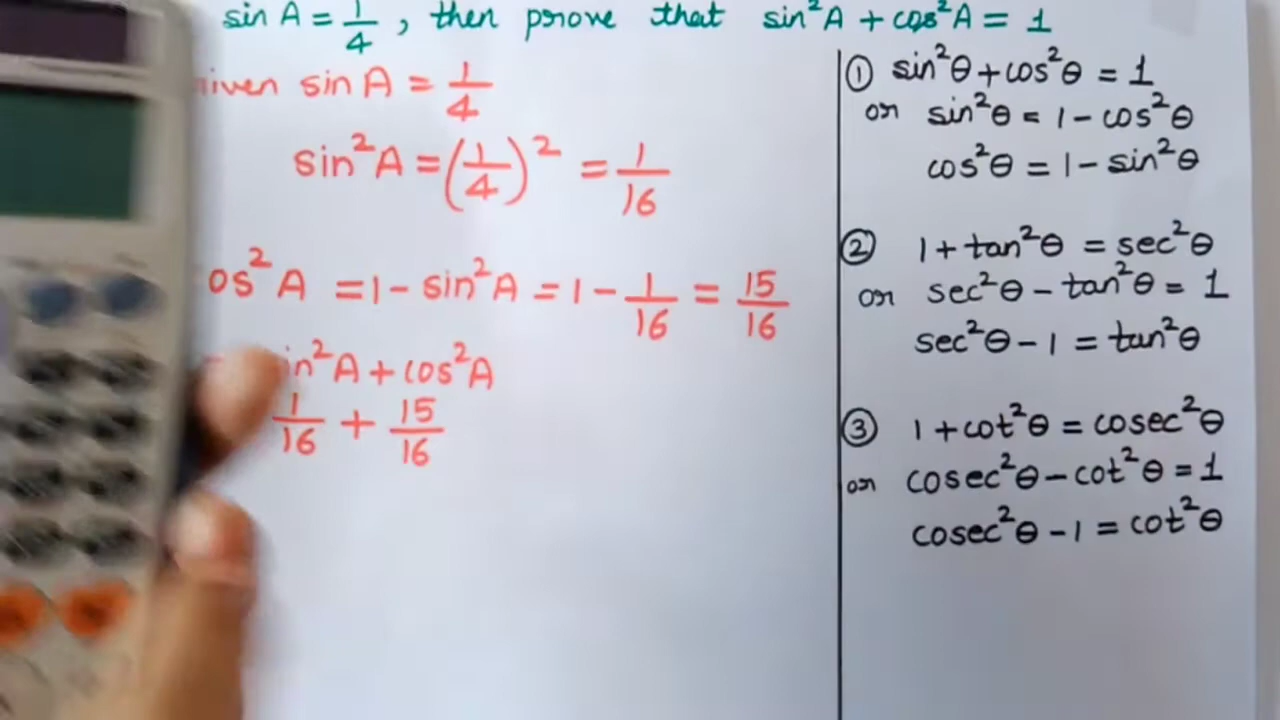 sin A = 1/4, then prove that sin²A + cos²A = 1
iven sin A = 1/4
sin²A = (1/4)² = 1/16
os²A = 1 - sin²A = 1 - 1/16 = 15/16
in²A + cos²A
1/16 + 15/16
① sin²θ + cos²θ = 1
or sin²θ = 1 - cos²θ
cos²θ = 1 - sin²θ
② 1 + tan²θ = sec²θ
or sec²θ - tan²θ = 1
sec²θ - 1 = tan²θ
③ 1 + cot²θ = cosec²θ
or cosec²θ - cot²θ = 1
cosec²θ - 1 = cot²θ